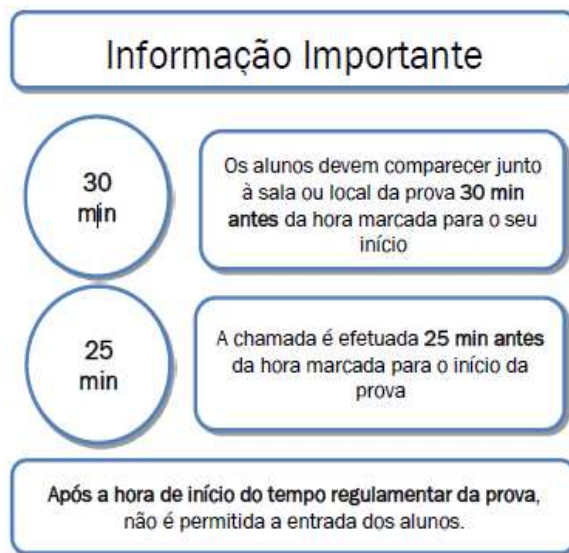 Informação Importante
30
min
Os alunos devem comparecer junto
à sala ou local da prova 30 min
antes da hora marcada para o seu
início
25
min
A chamada é efetuada 25 min antes
da hora marcada para o início da
prova
Após a hora de início do tempo regulamentar da prova,
não é permitida a entrada dos alunos.